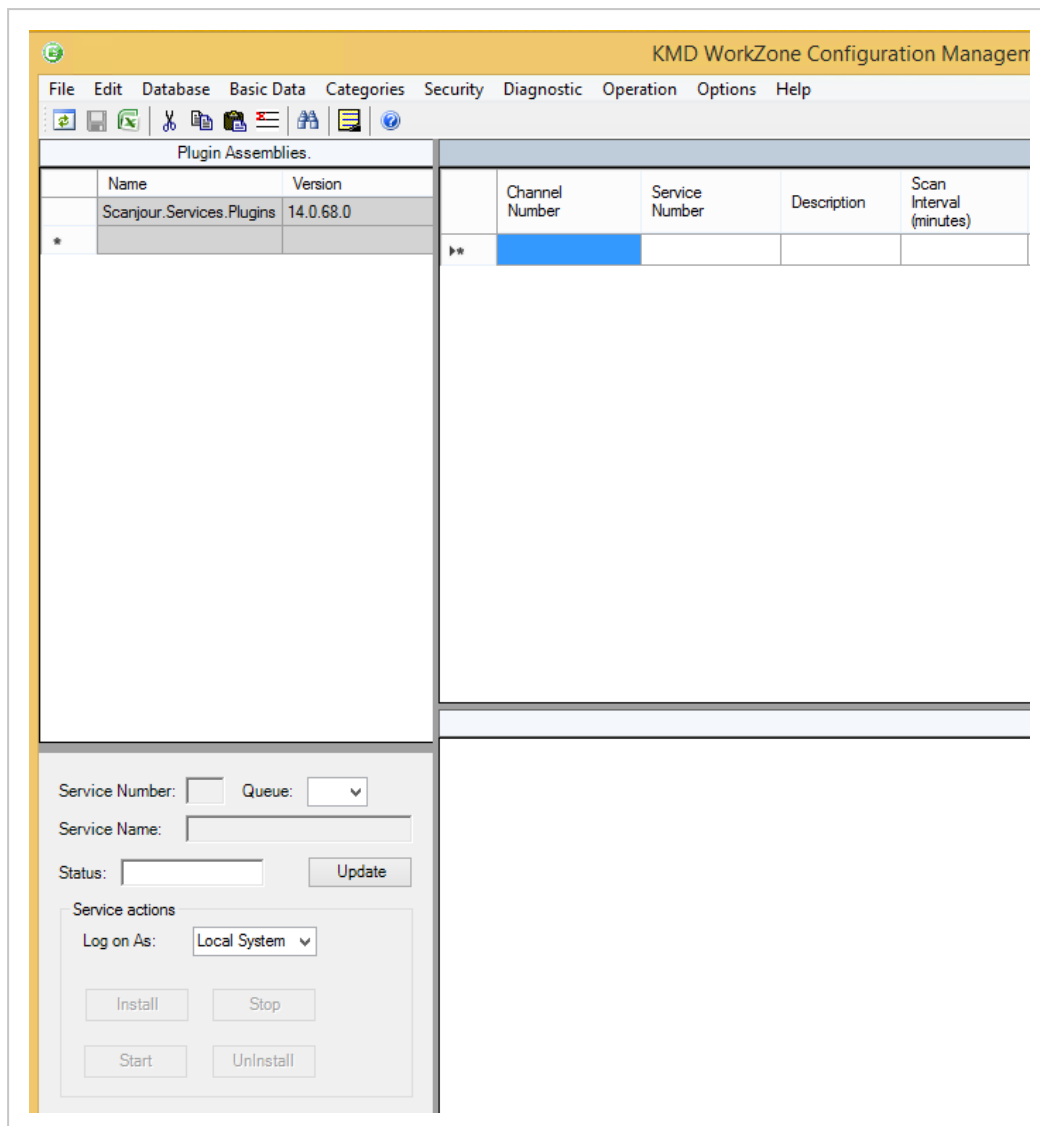 KMD WorkZone Configuration Managem
File Edit Database Basic Data Categories Security Diagnostic Operation Options Help
Plugin Assemblies.
Name Version
Scanjour.Services.Plugins 14.0.68.0
Channel Number Service Number Description Scan Interval (minutes)
Service Number: Queue:
Service Name:
Status: Update
Service actions
Log on As: Local System
Install Stop
Start UnInstall